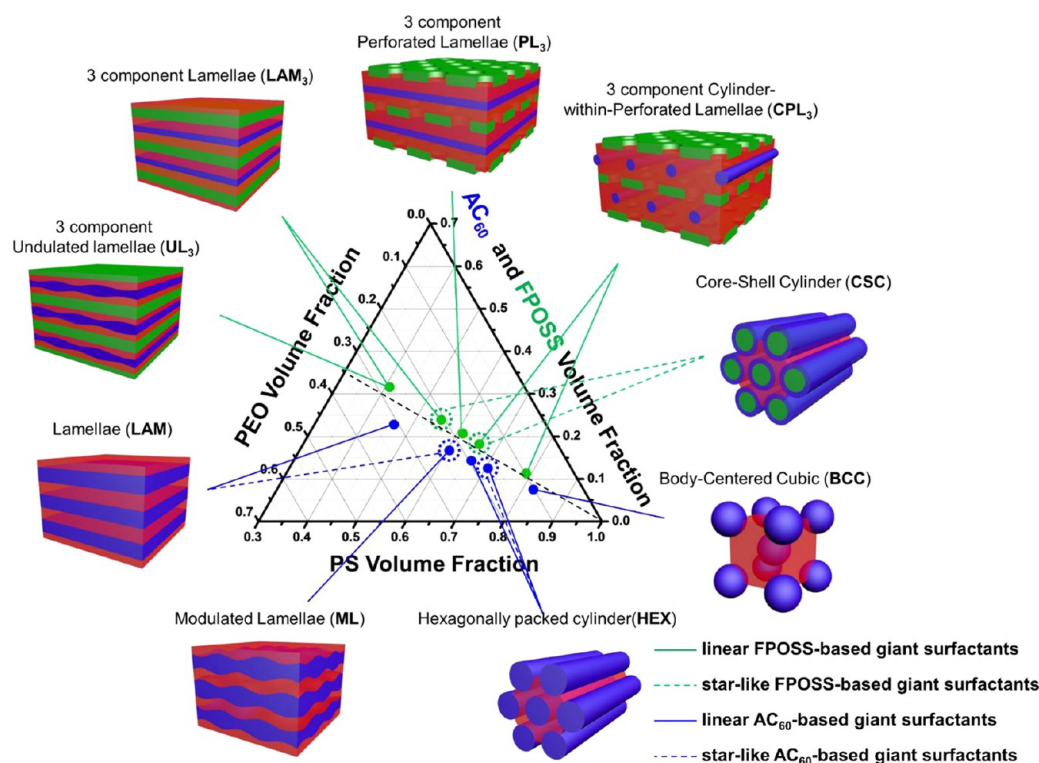 3 component
Perforated Lamellae (PL₃)
3 component Lamellae (LAM₃)
3 component Cylinder-
within-Perforated Lamellae (CPL₃)
3 component
Undulated lamellae (UL₃)
Core-Shell Cylinder (CSC)
Lamellae (LAM)
Body-Centered Cubic (BCC)
Modulated Lamellae (ML)
Hexagonally packed cylinder(HEX)
PEO Volume Fraction
0.0
0.1
0.2
0.3
0.4
0.5
0.6
0.7
AC₆₀ and FPOSS Volume Fraction
0.7
0.6
0.5
0.4
0.3
0.2
0.1
0.0
0.3 0.4 0.5 0.6 0.7 0.8 0.9 1.0
PS Volume Fraction
linear FPOSS-based giant surfactants
star-like FPOSS-based giant surfactants
linear AC₆₀-based giant surfactants
star-like AC₆₀-based giant surfactants